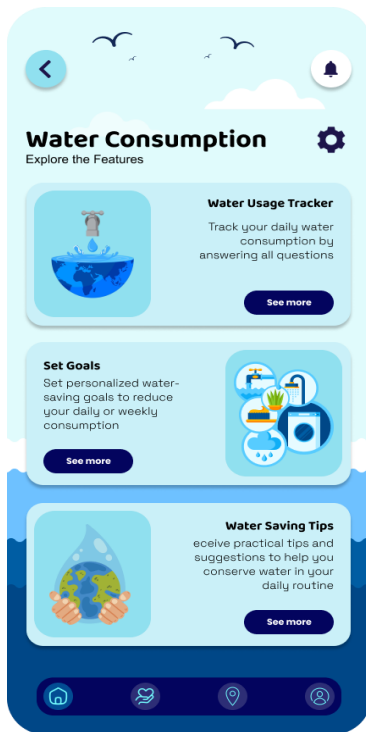 Water Consumption
Explore the Features
Water Usage Tracker
Track your daily water
consumption by
answering all questions
See more
Set Goals
Set personalized water-
saving goals to reduce
your daily or weekly
consumption
See more
Water Saving Tips
eceive practical tips and
suggestions to help you
conserve water in your
daily routine
See more